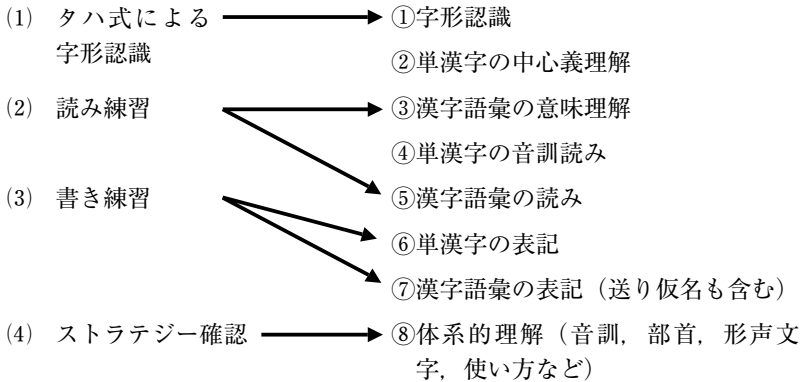 (1) タハ式による
字形認識
(2) 読み練習
(3) 書き練習
(4) ストラテジー確認
①字形認識
②単漢字の中心義理解
③漢字語彙の意味理解
④単漢字の音訓読み
⑤漢字語彙の読み
⑥単漢字の表記
⑦漢字語彙の表記（送り仮名も含む）
⑧体系的理解（音訓，部首，形声文
字，使い方など）